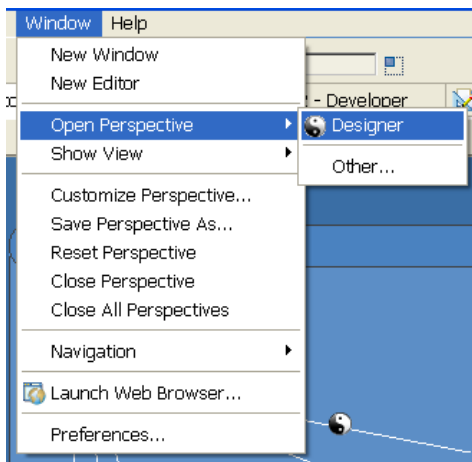 Window Help
New Window
New Editor
- Developer
Open Perspective
Designer
Show View
Other...
Customize Perspective...
Save Perspective As...
Reset Perspective
Close Perspective
Close All Perspectives
Navigation
Launch Web Browser...
Preferences...